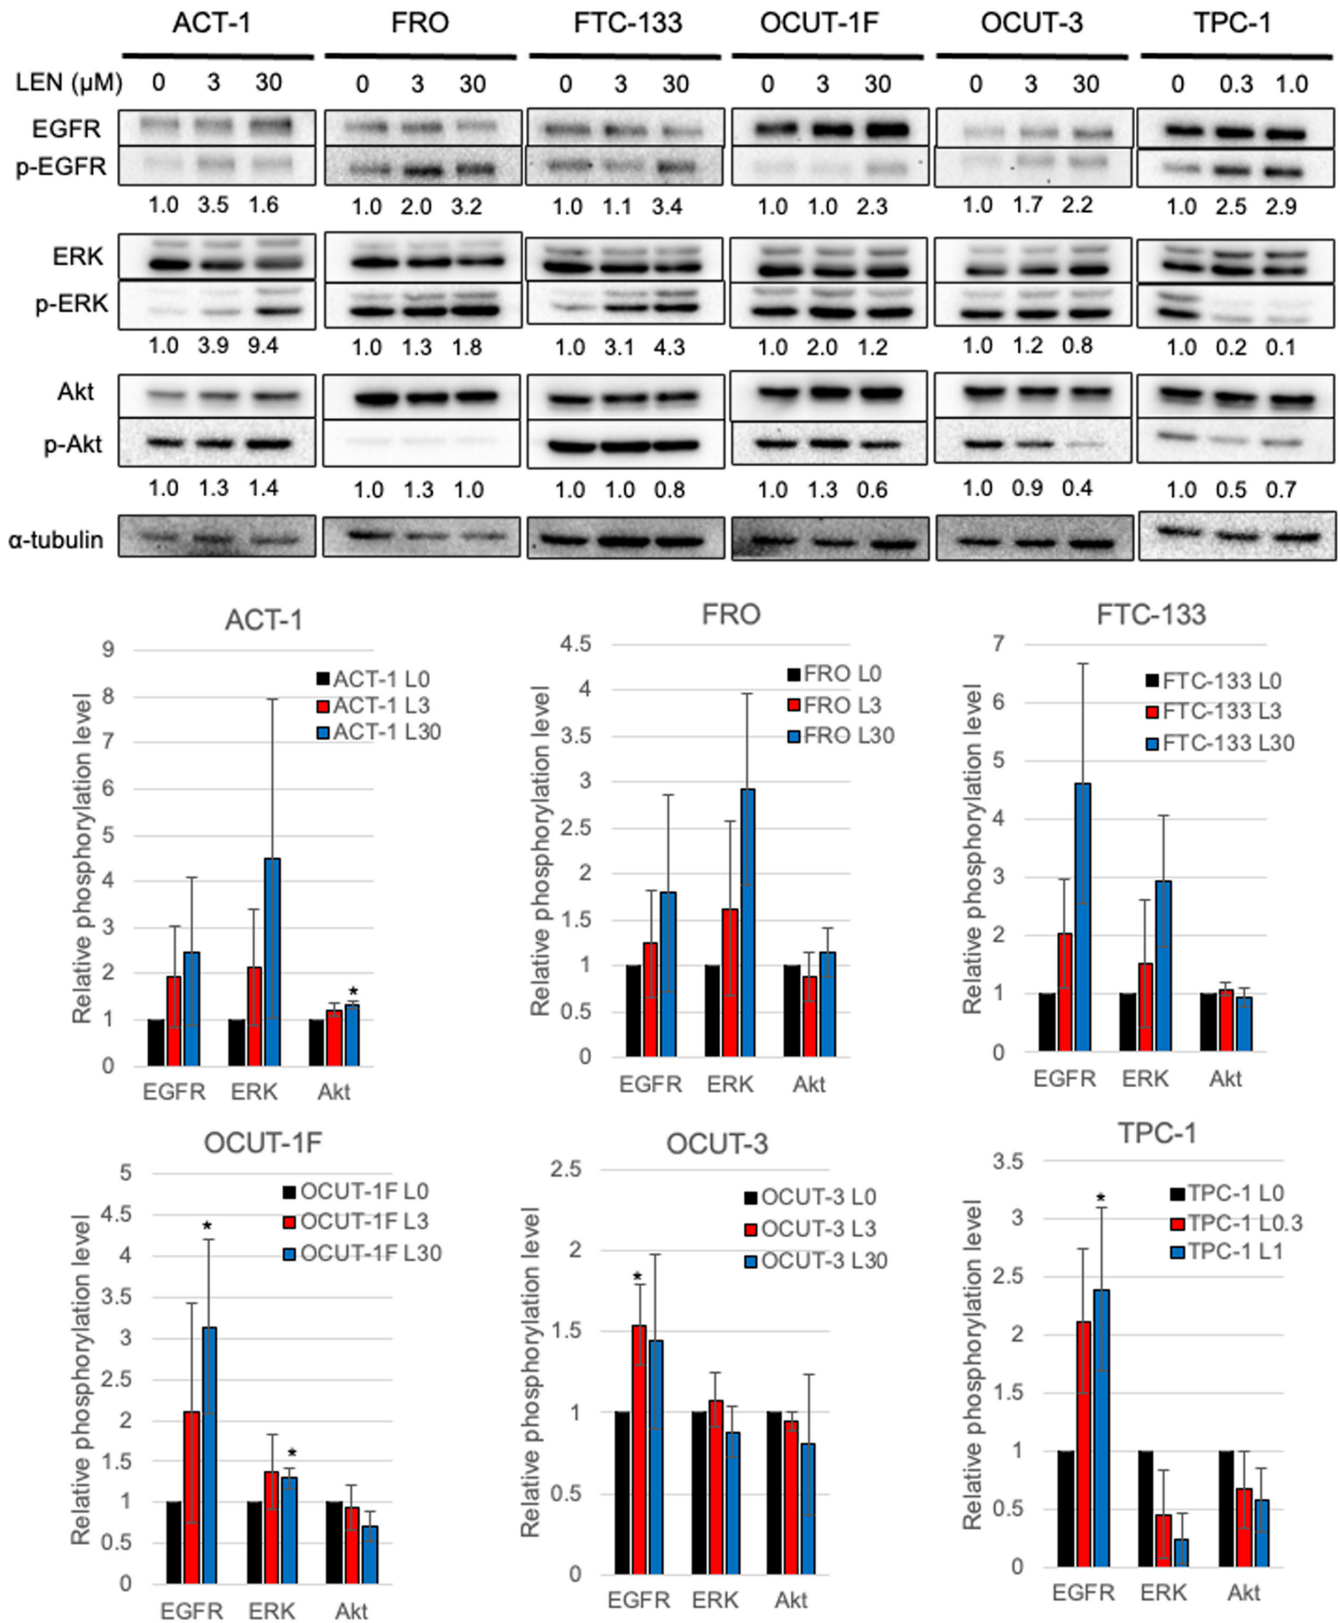 ACT-1 FRO FTC-133 OCUT-1F OCUT-3 TPC-1
LEN (μM) 0 3 30 0 3 30 0 3 30 0 3 30 0 3 30 0 0.3 1.0
EGFR
p-EGFR
1.0 3.5 1.6 1.0 2.0 3.2 1.0 1.1 3.4 1.0 1.0 2.3 1.0 1.7 2.2 1.0 2.5 2.9
ERK
p-ERK
1.0 3.9 9.4 1.0 1.3 1.8 1.0 3.1 4.3 1.0 2.0 1.2 1.0 1.2 0.8 1.0 0.2 0.1
Akt
p-Akt
1.0 1.3 1.4 1.0 1.3 1.0 1.0 1.0 0.8 1.0 1.3 0.6 1.0 0.9 0.4 1.0 0.5 0.7
α-tubulin
ACT-1
Relative phosphorylation level
9
8
7
6
5
4
3
2
1
0
ACT-1 L0
ACT-1 L3
ACT-1 L30
*
EGFR ERK Akt
FRO
Relative phosphorylation level
4.5
4
3.5
3
2.5
2
1.5
1
0.5
0
FRO L0
FRO L3
FRO L30
EGFR ERK Akt
FTC-133
Relative phosphorylation level
7
6
5
4
3
2
1
0
FTC-133 L0
FTC-133 L3
FTC-133 L30
EGFR ERK Akt
OCUT-1F
Relative phosphorylation level
5
4.5
4
3.5
3
2.5
2
1.5
1
0.5
0
OCUT-1F L0
OCUT-1F L3
OCUT-1F L30
*
*
EGFR ERK Akt
OCUT-3
Relative phosphorylation level
2.5
2
1.5
1
0.5
0
OCUT-3 L0
OCUT-3 L3
OCUT-3 L30
*
EGFR ERK Akt
TPC-1
Relative phosphorylation level
3.5
3
2.5
2
1.5
1
0.5
0
TPC-1 L0
TPC-1 L0.3
TPC-1 L1
*
EGFR ERK Akt